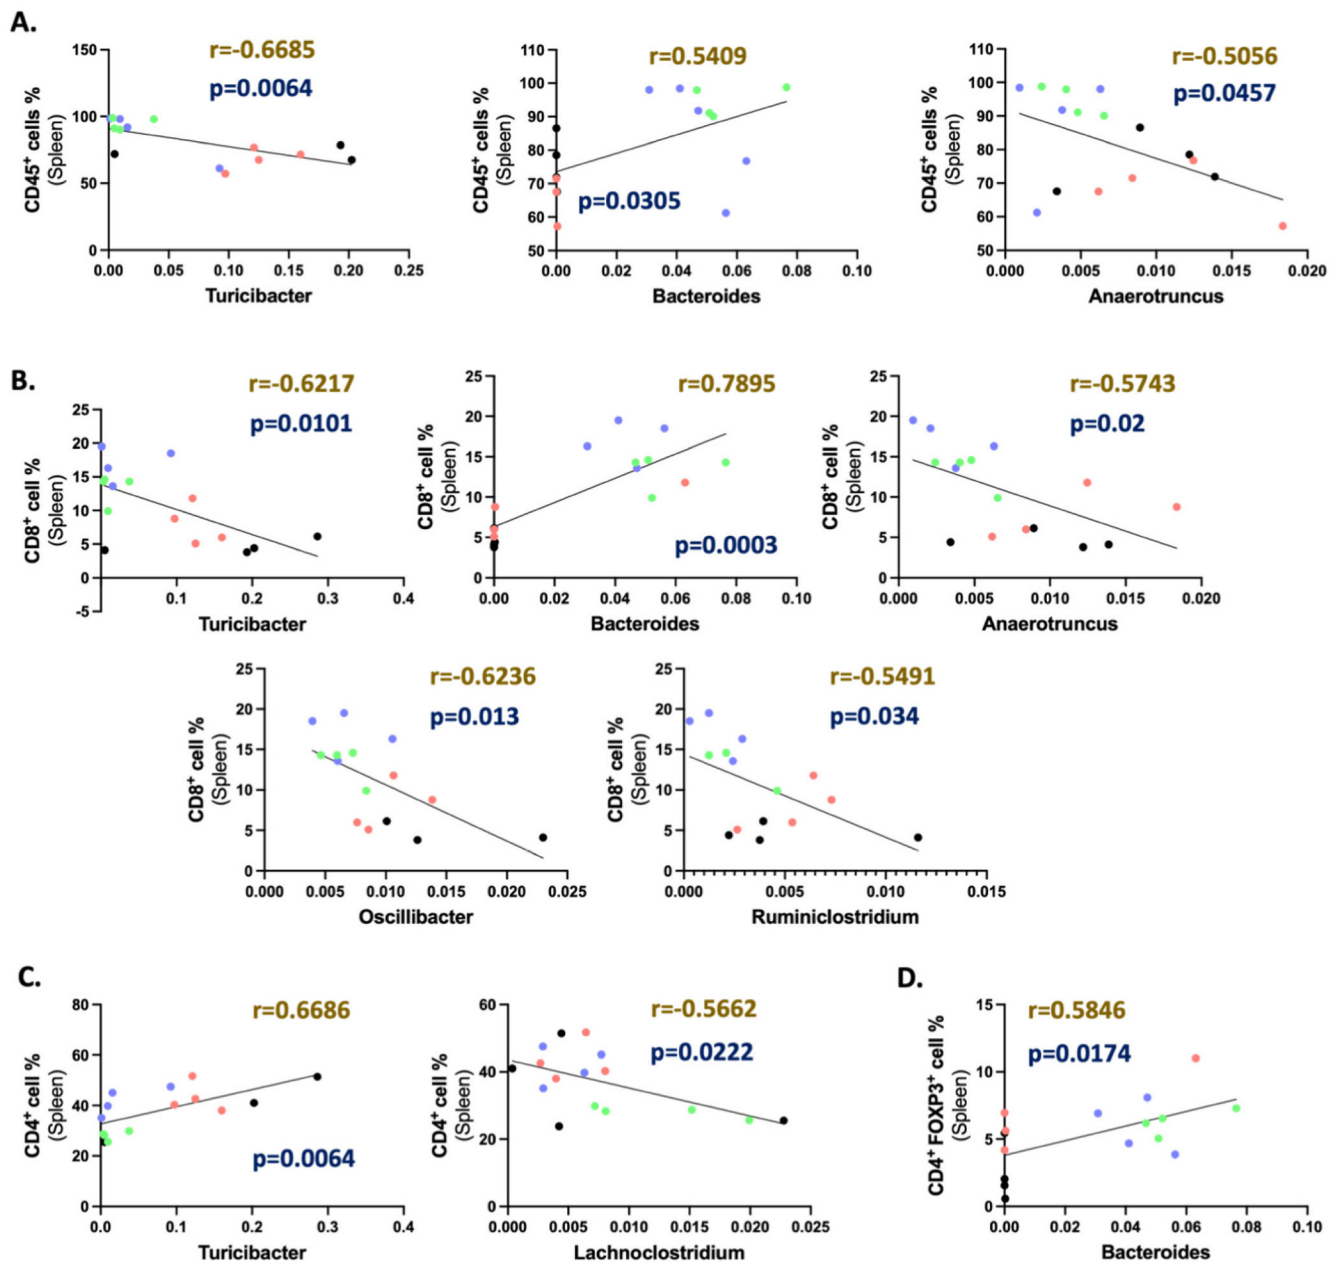 A.
r=-0.6685
p=0.0064
CD45+ cells %
(Spleen)
150
100
50
0
0.00 0.05 0.10 0.15 0.20 0.25
Turicibacter
r=0.5409
p=0.0305
CD45+ cells %
(Spleen)
110
100
90
80
70
60
50
0.00 0.02 0.04 0.06 0.08 0.10
Bacteroides
r=-0.5056
p=0.0457
CD45+ cells %
(Spleen)
110
100
90
80
70
60
50
0.000 0.005 0.010 0.015 0.020
Anaerotruncus
B.
r=-0.6217
p=0.0101
CD8+ cell %
(Spleen)
25
20
15
10
5
0
-5
0.1 0.2 0.3 0.4
Turicibacter
r=0.7895
p=0.0003
CD8+ cell %
(Spleen)
25
20
15
10
5
0
0.00 0.02 0.04 0.06 0.08 0.10
Bacteroides
r=-0.5743
p=0.02
CD8+ cell %
(Spleen)
25
20
15
10
5
0
0.000 0.005 0.010 0.015 0.020
Anaerotruncus
r=-0.6236
p=0.013
CD8+ cell %
(Spleen)
25
20
15
10
5
0
0.000 0.005 0.010 0.015 0.020 0.025
Oscillibacter
r=-0.5491
p=0.034
CD8+ cell %
(Spleen)
25
20
15
10
5
0
0.000 0.005 0.010 0.015
Ruminiclostridium
C.
r=0.6686
p=0.0064
CD4+ cell %
(Spleen)
80
60
40
20
0
0.0 0.1 0.2 0.3 0.4
Turicibacter
r=-0.5662
p=0.0222
CD4+ cell %
(Spleen)
60
40
20
0
0.000 0.005 0.010 0.015 0.020 0.025
Lachnoclostridium
D.
r=0.5846
p=0.0174
CD4+ FOXP3+ cell %
(Spleen)
15
10
5
0
0.00 0.02 0.04 0.06 0.08 0.10
Bacteroides